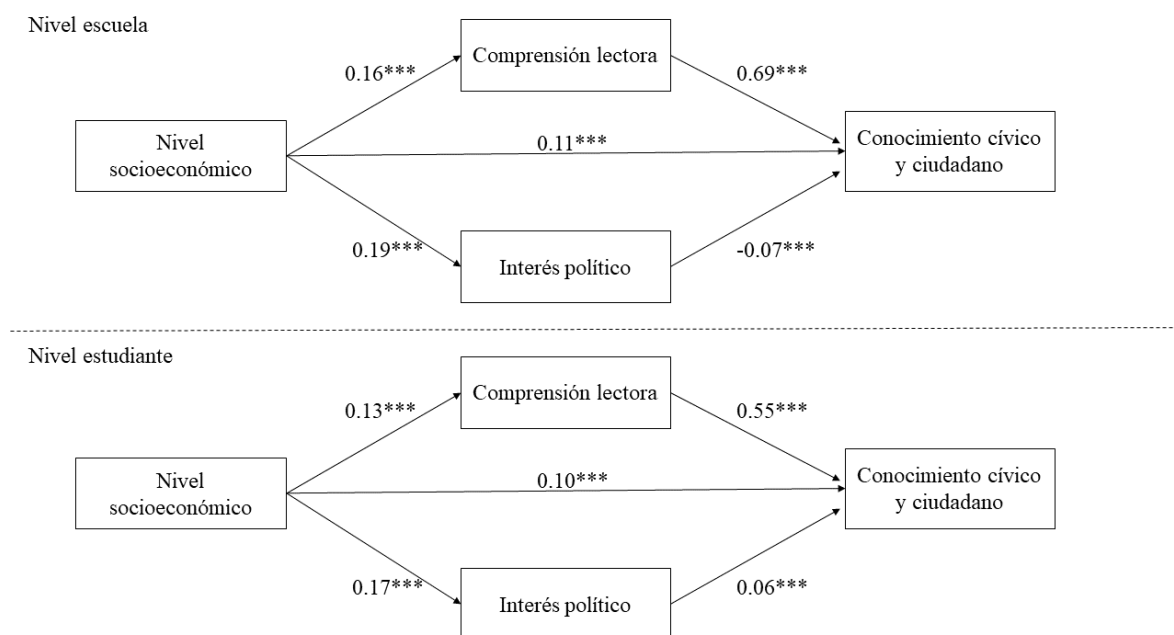 Nivel escuela
Comprensión lectora
0.16***
0.69***
Nivel
socioeconómico
0.11***
Conocimiento cívico
y ciudadano
0.19***
-0.07***
Interés político
Nivel estudiante
Comprensión lectora
0.13***
0.55***
Nivel
socioeconómico
0.10***
Conocimiento cívico
y ciudadano
0.17***
0.06***
Interés político